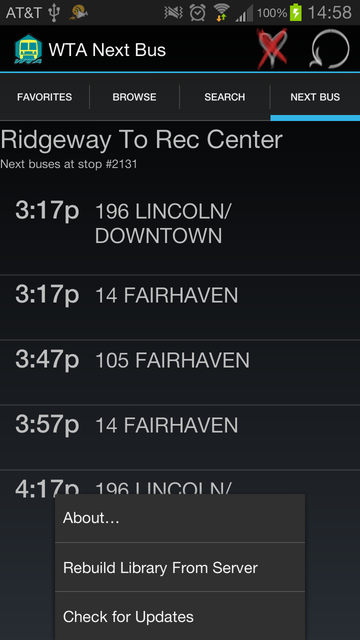 AT&T 100% 14:58
WTA Next Bus
FAVORITES BROWSE SEARCH NEXT BUS
Ridgeway To Rec Center
Next buses at stop #2131
3:17p 196 LINCOLN/
DOWNTOWN
3:17p 14 FAIRHAVEN
3:47p 105 FAIRHAVEN
3:57p 14 FAIRHAVEN
4:17p 196 LINCOLN/
About...
Rebuild Library From Server
Check for Updates